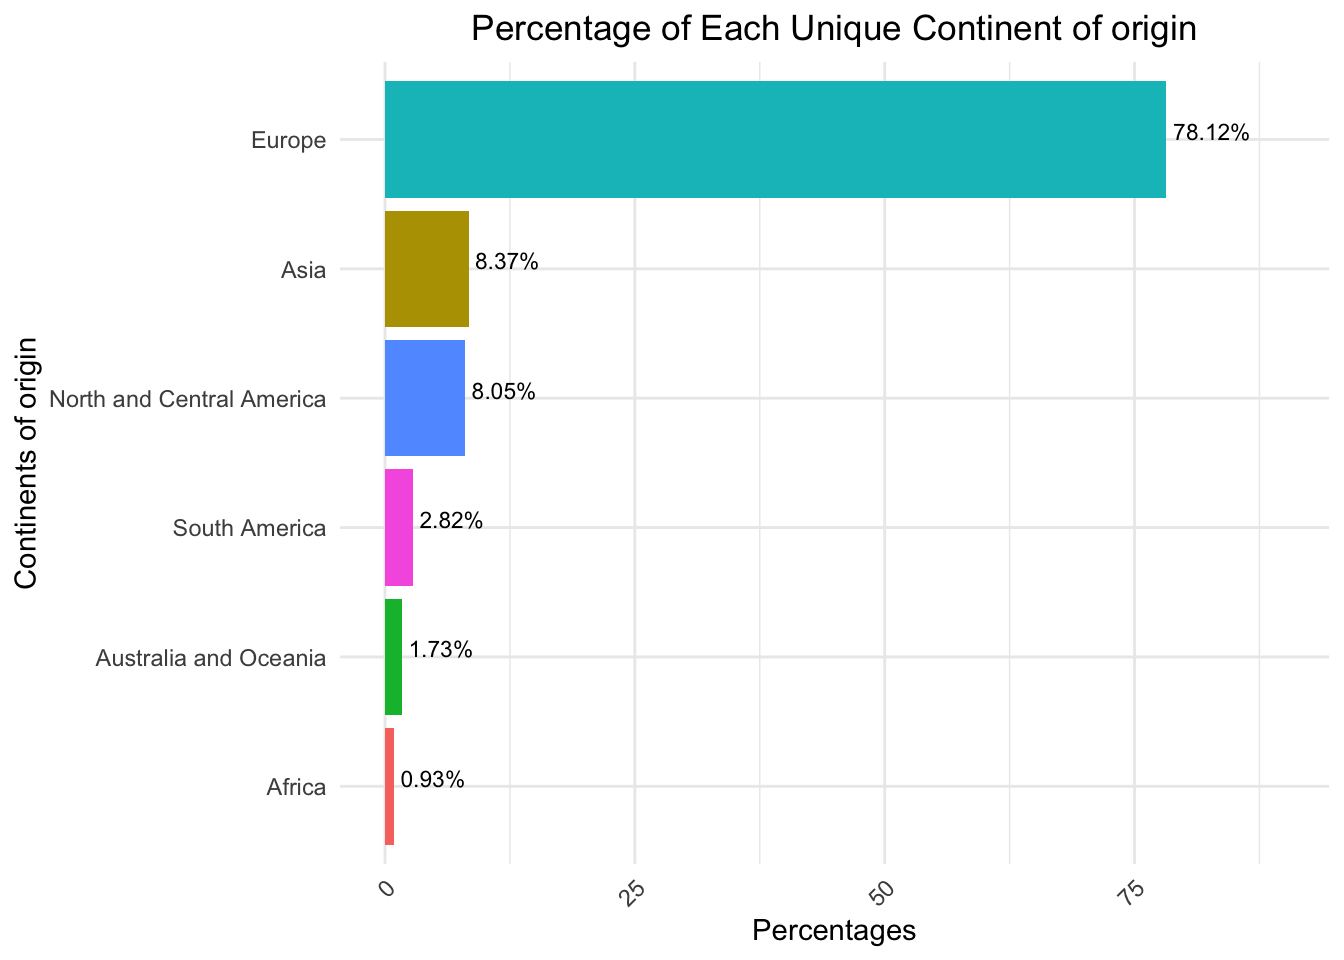 Percentage of Each Unique Continent of origin
Europe
78.12%
Asia
8.37%
North and Central America
8.05%
South America
2.82%
Australia and Oceania
1.73%
Africa
0.93%
Continents of origin
0
25
50
75
Percentages